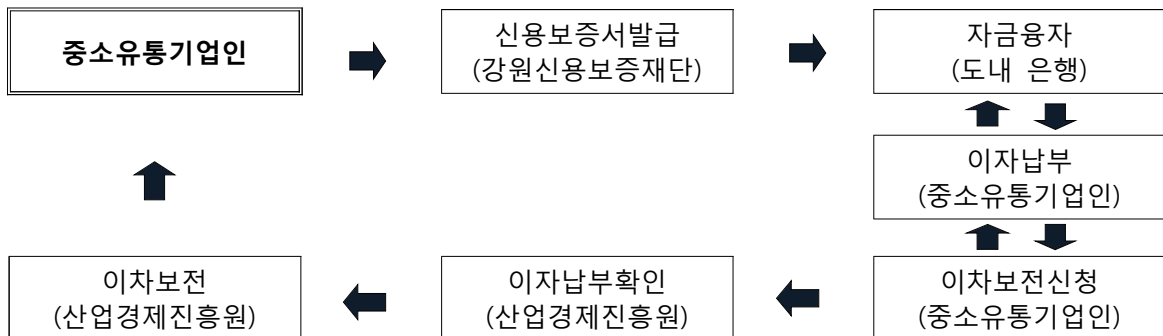 중소유통기업인
신용보증서발급
(강원신용보증재단)
자금융자
(도내 은행)
이자납부
(중소유통기업인)
이차보전신청
(중소유통기업인)
이자납부확인
(산업경제진흥원)
이차보전
(산업경제진흥원)